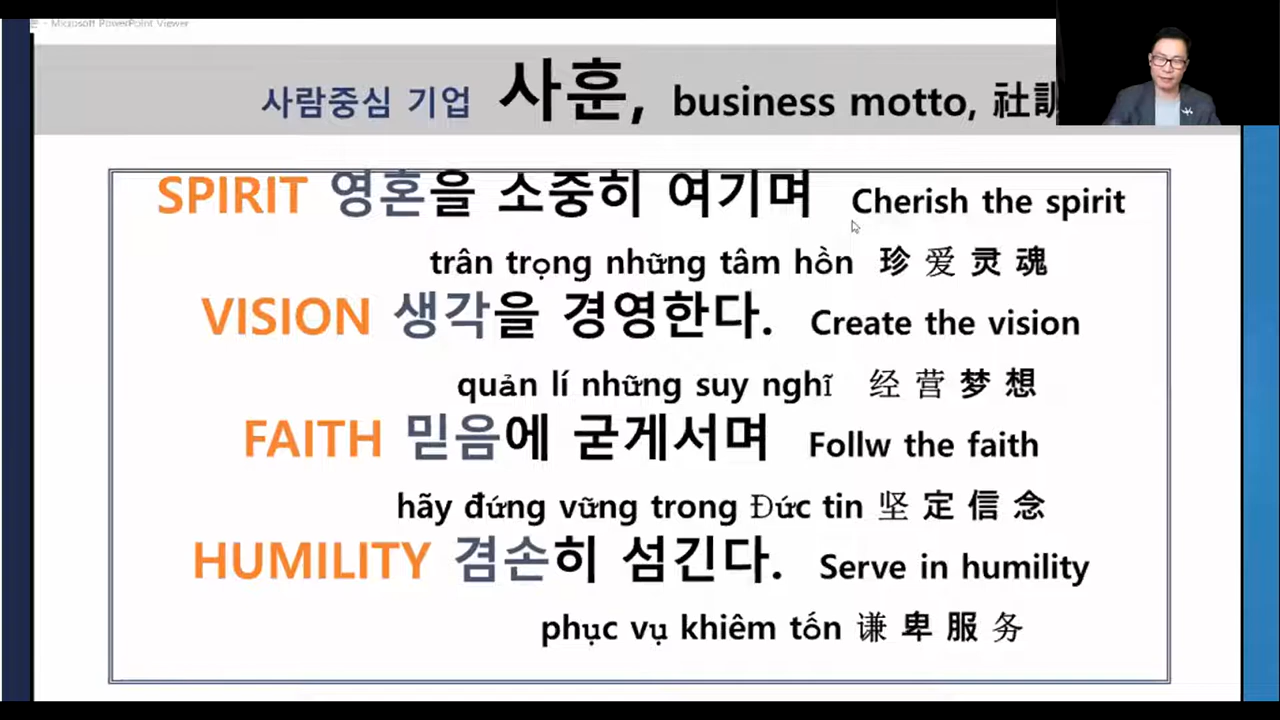 - Microsoft PowerPoint Viewer
사람중심 기업 사훈, business motto, 社訓
SPIRIT 영혼을 소중히 여기며 Cherish the spirit
trân trọng những tâm hồn 珍 爱 灵 魂
VISION 생각을 경영한다. Create the vision
quản lí những suy nghĩ 经 营 梦 想
FAITH 믿음에 굳게서며 Follw the faith
hãy đứng vững trong Đức tin 坚 定 信 念
HUMILITY 겸손히 섬긴다. Serve in humility
phục vụ khiêm tốn 谦 卑 服 务